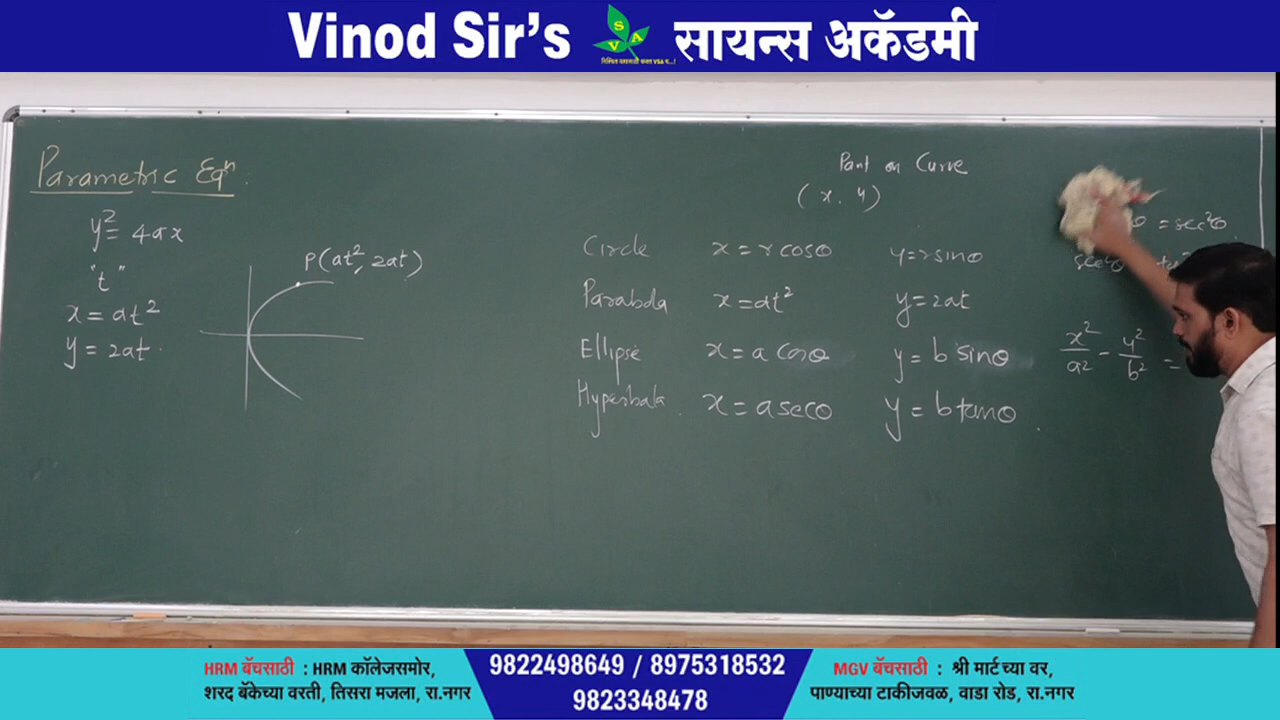 Vinod Sir's VSA सायन्स अकॅडमी
Parametric Eqⁿ.
y² = 4ax
"t"
x = at²
y = 2at.
P(at², 2at)
Point on Curve
(x, y)
Circle x = r cosθ y = r sinθ
Parabola x = at² y = 2at
Ellipse x = a cosθ y = b sinθ
Hyperbala. x = a secθ y = b tanθ.
θ = sec²θ
x²/a² - y²/b² =
HRM बॅचसाठी : HRM कॉलेजसमोर,
शरद बँकेच्या वरती, तिसरा मजला, रा.नगर
9822498649 / 8975318532
9823348478
MGV बॅचसाठी : श्री मार्टच्या वर,
पाण्याच्या टाकीजवळ, वाडा रोड, रा.नगर